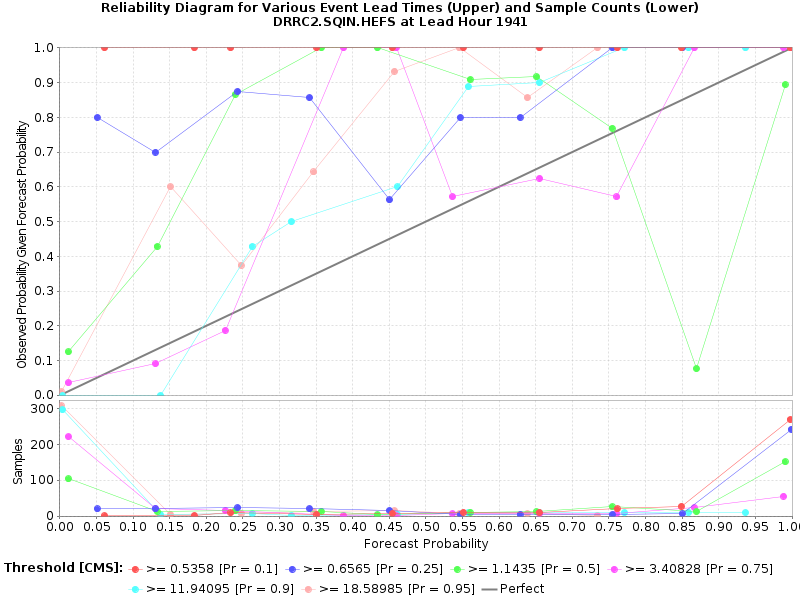 Reliability Diagram for Various Event Lead Times (Upper) and Sample Counts (Lower)
DRRC2.SQIN.HEFS at Lead Hour 1941
Observed Probability Given Forecast Probability
1.0
0.9
0.8
0.7
0.6
0.5
0.4
0.3
0.2
0.1
0.0
Samples
300
200
100
0
0.00 0.05 0.10 0.15 0.20 0.25 0.30 0.35 0.40 0.45 0.50 0.55 0.60 0.65 0.70 0.75 0.80 0.85 0.90 0.95 1.0
Forecast Probability
Threshold [CMS]: >= 0.5358 [Pr = 0.1] >= 0.6565 [Pr = 0.25] >= 1.1435 [Pr = 0.5] >= 3.40828 [Pr = 0.75]
>= 11.94095 [Pr = 0.9] >= 18.58985 [Pr = 0.95] Perfect